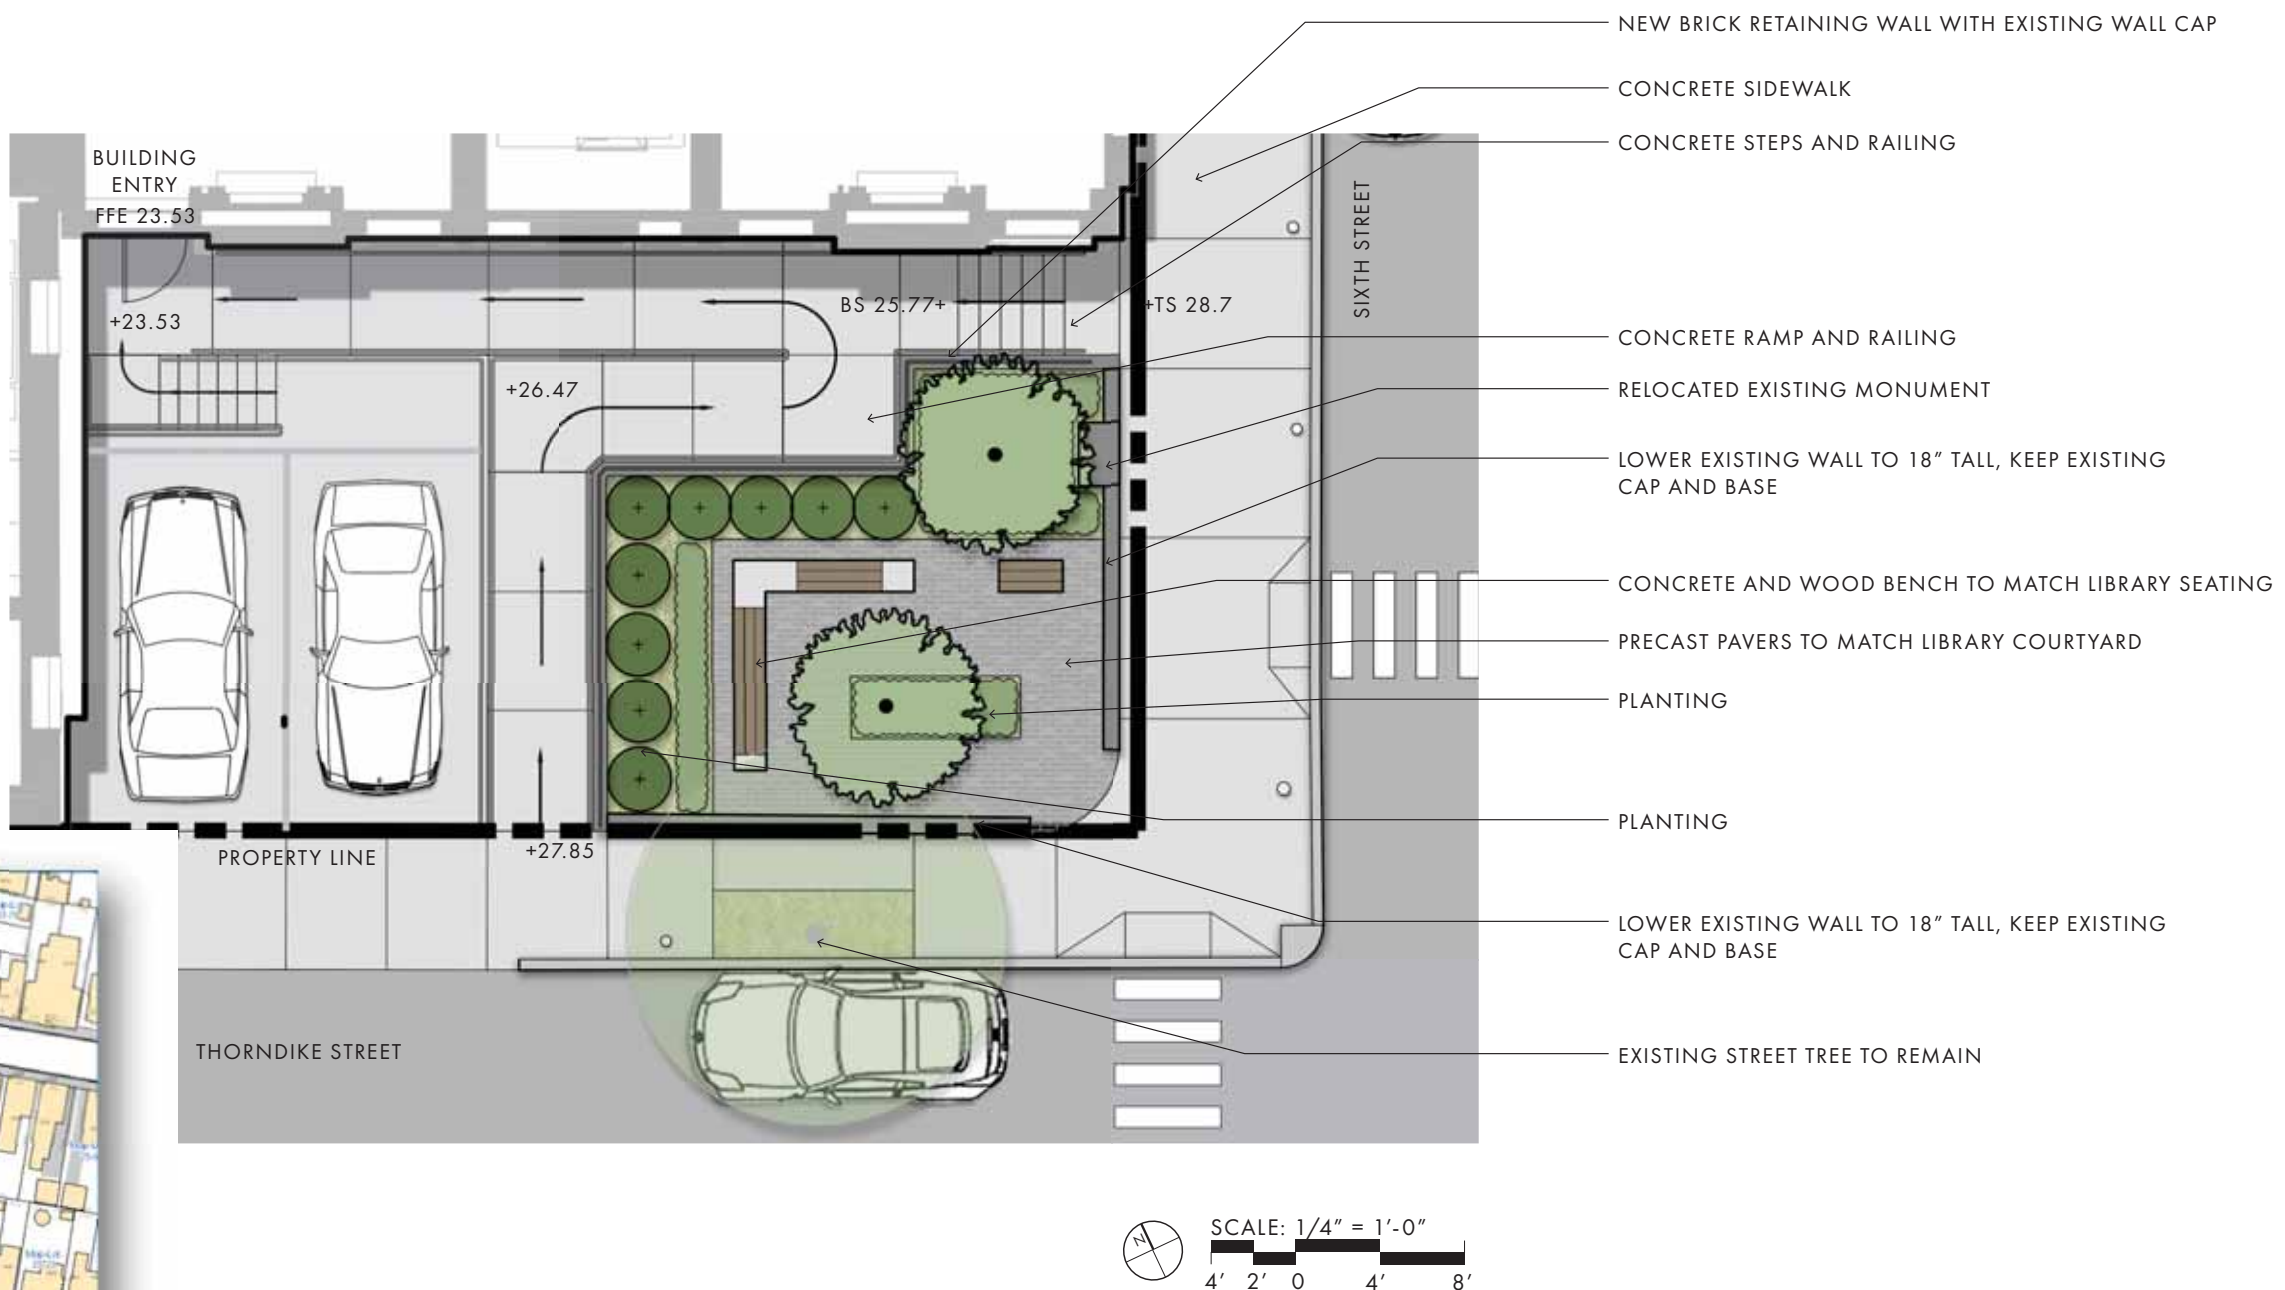 NEW BRICK RETAINING WALL WITH EXISTING WALL CAP
CONCRETE SIDEWALK
CONCRETE STEPS AND RAILING
BUILDING
ENTRY
FFE 23.53
SIXTH STREET
BS 25.77+
+TS 28.7
+23.53
CONCRETE RAMP AND RAILING
+26.47
RELOCATED EXISTING MONUMENT
LOWER EXISTING WALL TO 18" TALL, KEEP EXISTING
CAP AND BASE
CONCRETE AND WOOD BENCH TO MATCH LIBRARY SEATING
PRECAST PAVERS TO MATCH LIBRARY COURTYARD
PLANTING
PLANTING
+27.85
PROPERTY LINE
LOWER EXISTING WALL TO 18" TALL, KEEP EXISTING
CAP AND BASE
THORNDIKE STREET
EXISTING STREET TREE TO REMAIN
N
SCALE: 1/4" = 1'-0"
4' 2' 0 4' 8'